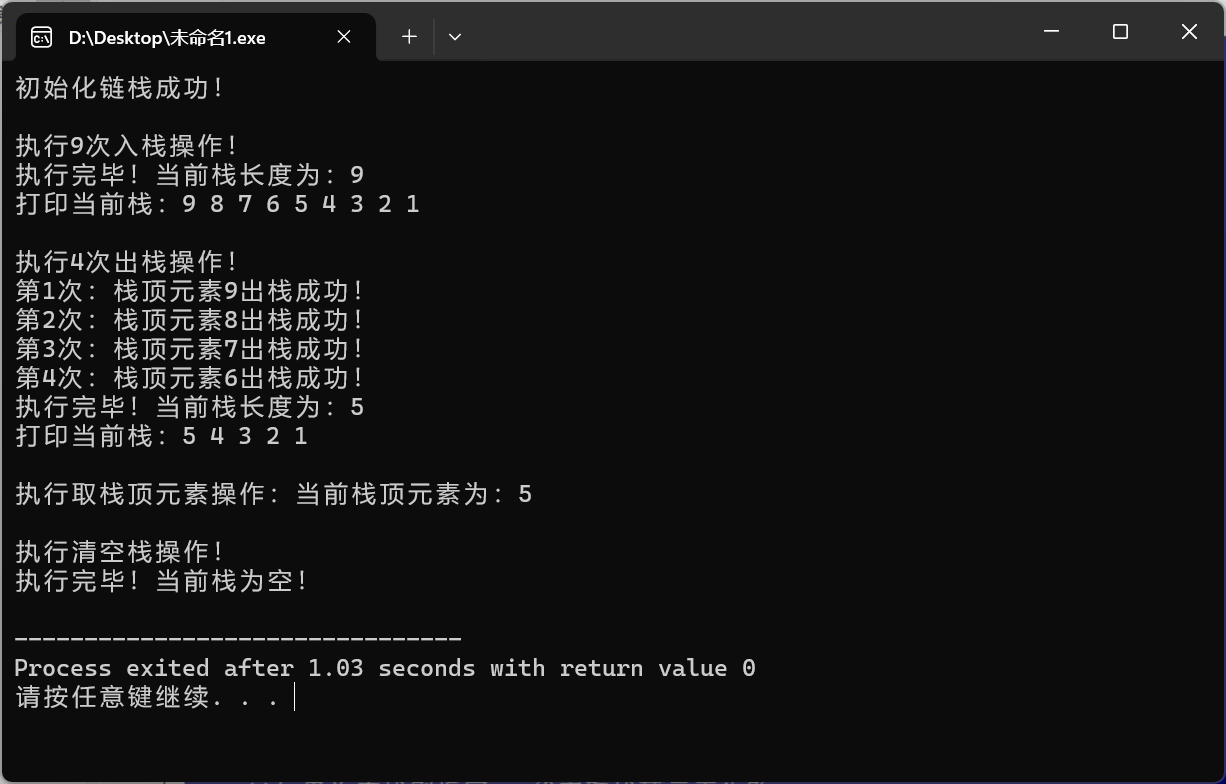 D:\Desktop\未命名1.exe
初始化链栈成功！
执行9次入栈操作！
执行完毕！当前栈长度为：9
打印当前栈：9 8 7 6 5 4 3 2 1
执行4次出栈操作！
第1次：栈顶元素9出栈成功！
第2次：栈顶元素8出栈成功！
第3次：栈顶元素7出栈成功！
第4次：栈顶元素6出栈成功！
执行完毕！当前栈长度为：5
打印当前栈：5 4 3 2 1
执行取栈顶元素操作：当前栈顶元素为：5
执行清空栈操作！
执行完毕！当前栈为空！
--------------------------------
Process exited after 1.03 seconds with return value 0
请按任意键继续. . .